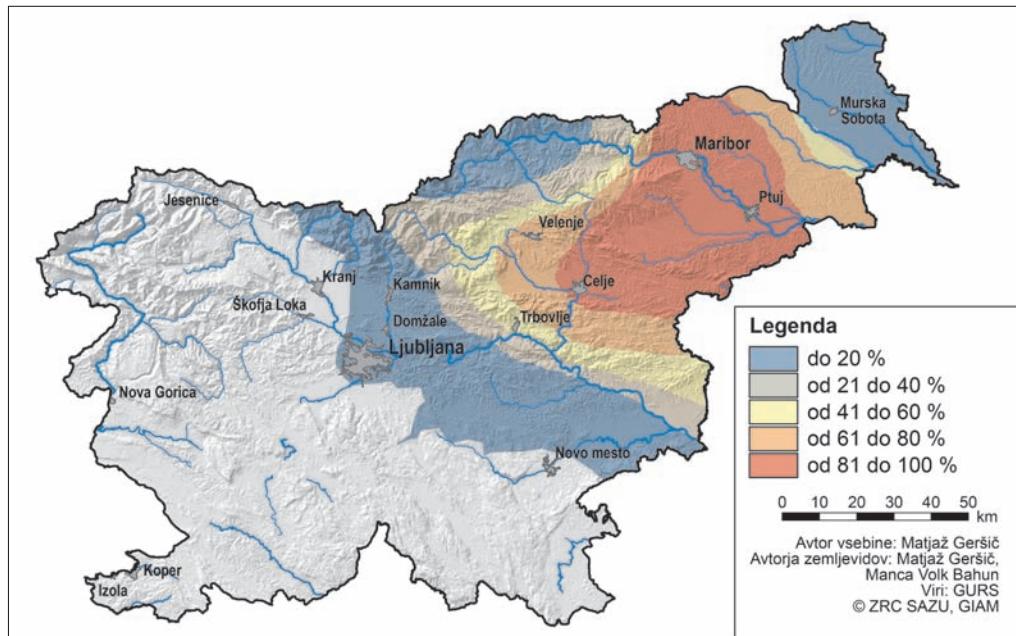 Murska
Sobota
Maribor
Jesenice
Ptuj
Velenje
Kranj
Kamnik
Celje
Škofja Loka
Domžale
Trbovlje
Ljubljana
Nova Gorica
Novo mesto
Koper
Izola
Legenda
do 20 %
od 21 do 40 %
od 41 do 60 %
od 61 do 80 %
od 81 do 100 %
0 10 20 30 40 50
km
Avtor vsebine: Matjaž Geršič
Avtorja zemljevidov: Matjaž Geršič,
Manca Volk Bahun
Viri: GURS
© ZRC SAZU, GIAM